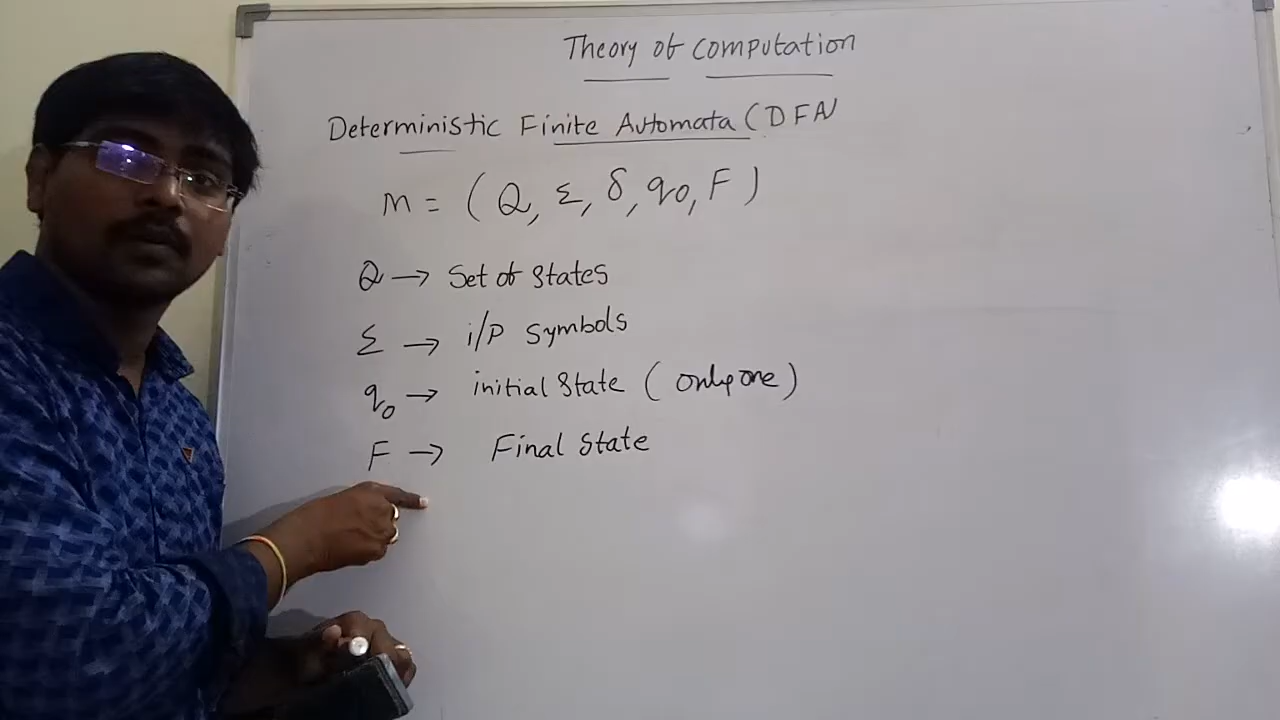 Theory of computation
Deterministic Finite Automata (DFA)
M = (Q, Σ, δ, q0, F)
Q → Set of states
Σ → i/p symbols
q0 → initial state (only one)
F → Final state